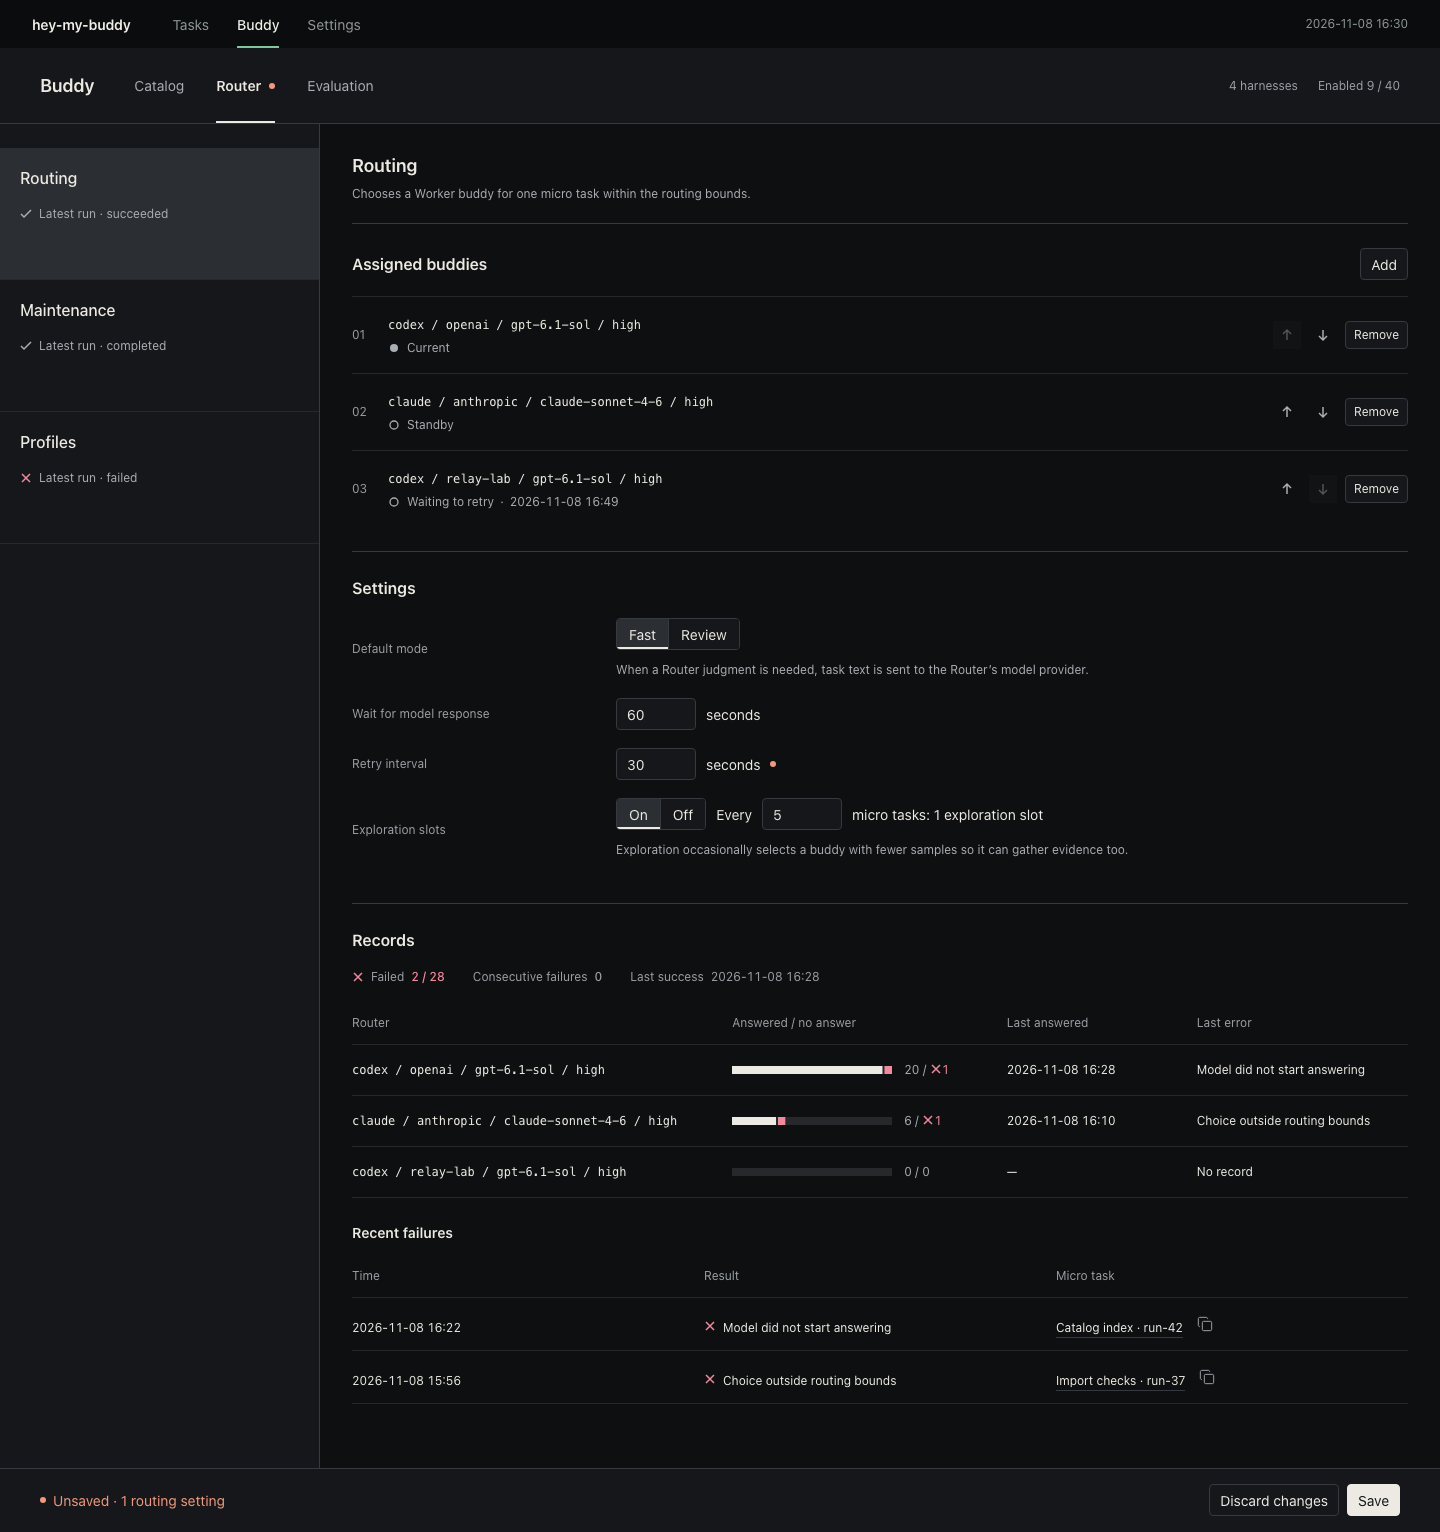 hey-my-buddy Tasks Buddy Settings 2026-11-08 16:30
Buddy Catalog Router Evaluation 4 harnesses Enabled 9 / 40
Routing
Latest run · succeeded
Maintenance
Latest run · completed
Profiles
Latest run · failed
Routing
Chooses a Worker buddy for one micro task within the routing bounds.
Assigned buddies Add
01 codex / openai / gpt-6.1-sol / high Remove
Current
02 claude / anthropic / claude-sonnet-4-6 / high Remove
Standby
03 codex / relay-lab / gpt-6.1-sol / high Remove
Waiting to retry · 2026-11-08 16:49
Settings
Default mode Fast Review
When a Router judgment is needed, task text is sent to the Router's model provider.
Wait for model response 60 seconds
Retry interval 30 seconds
Exploration slots On Off Every 5 micro tasks: 1 exploration slot
Exploration occasionally selects a buddy with fewer samples so it can gather evidence too.
Records
Failed 2 / 28 Consecutive failures 0 Last success 2026-11-08 16:28
Router Answered / no answer Last answered Last error
codex / openai / gpt-6.1-sol / high 20 / ✕1 2026-11-08 16:28 Model did not start answering
claude / anthropic / claude-sonnet-4-6 / high 6 / ✕1 2026-11-08 16:10 Choice outside routing bounds
codex / relay-lab / gpt-6.1-sol / high 0 / 0 — No record
Recent failures
Time Result Micro task
2026-11-08 16:22 Model did not start answering Catalog index · run-42
2026-11-08 15:56 Choice outside routing bounds Import checks · run-37
Unsaved · 1 routing setting Discard changes Save